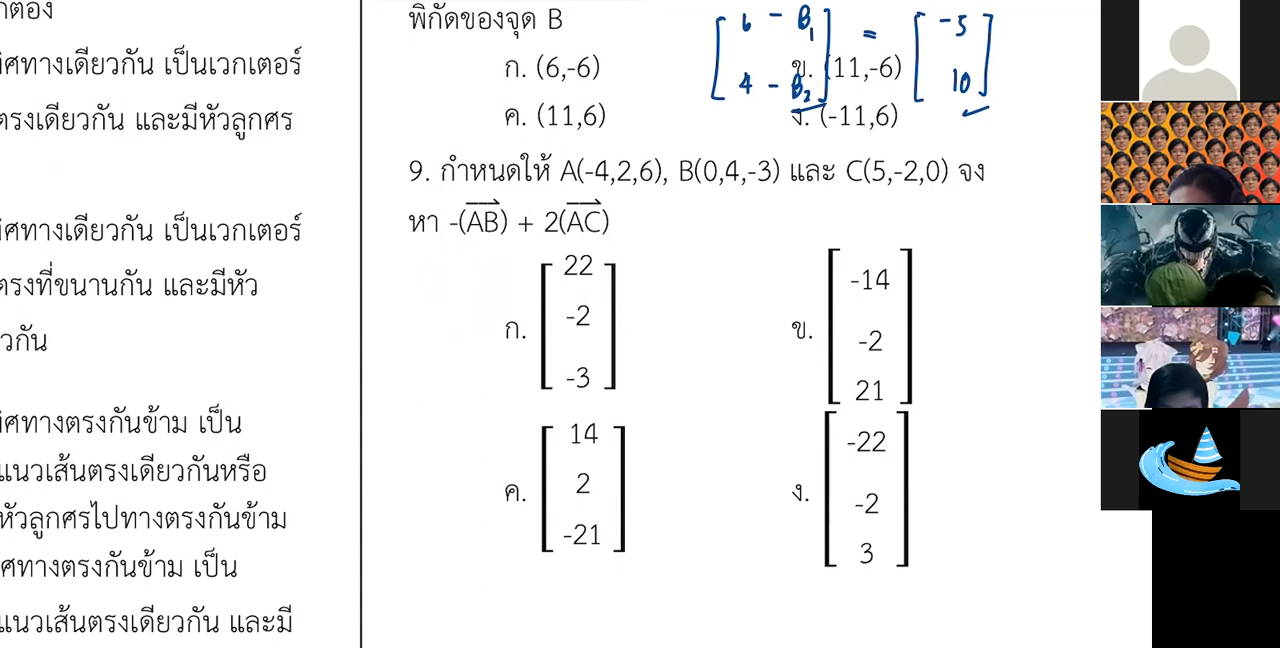 ิศทางเดียวกัน เป็นเวกเตอร์
ตรงเดียวกัน และมีหัวลูกศร
ิศทางเดียวกัน เป็นเวกเตอร์
ตรงที่ขนานกัน และมีหัว
วกัน
ทิศทางตรงกันข้าม เป็น
แนวเส้นตรงเดียวกันหรือ
หัวลูกศรไปทางตรงกันข้าม
ศทางตรงกันข้าม เป็น
แนวเส้นตรงเดียวกัน และมี
พิกัดของจุด B
6 - B1 = -5
4 - B2 10
ก. (6,-6) ข. (11,-6)
ค. (11,6) ง. (-11,6)
9. กำหนดให้ A(-4,2,6), B(0,4,-3) และ C(5,-2,0) จง
หา -(AB) + 2(AC)
ก.
22
-2
-3
ข.
-14
-2
21
ค.
14
2
-21
ง.
-22
-2
3